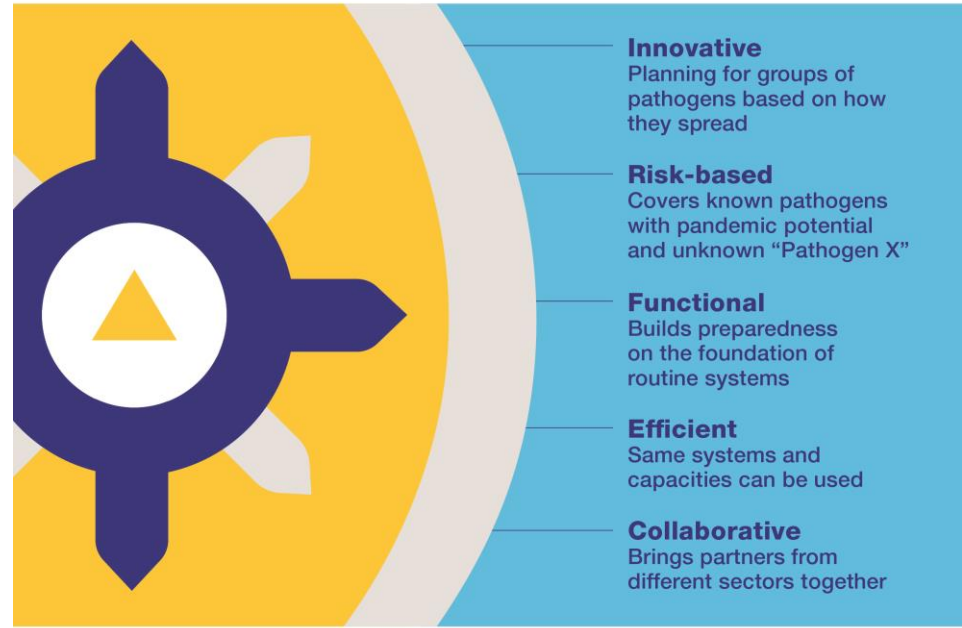 Innovative
Planning for groups of
pathogens based on how
they spread
Risk-based
Covers known pathogens
with pandemic potential
and unknown “Pathogen X”
Functional
Builds preparedness
on the foundation of
routine systems
Efficient
Same systems and
capacities can be used
Collaborative
Brings partners from
different sectors together